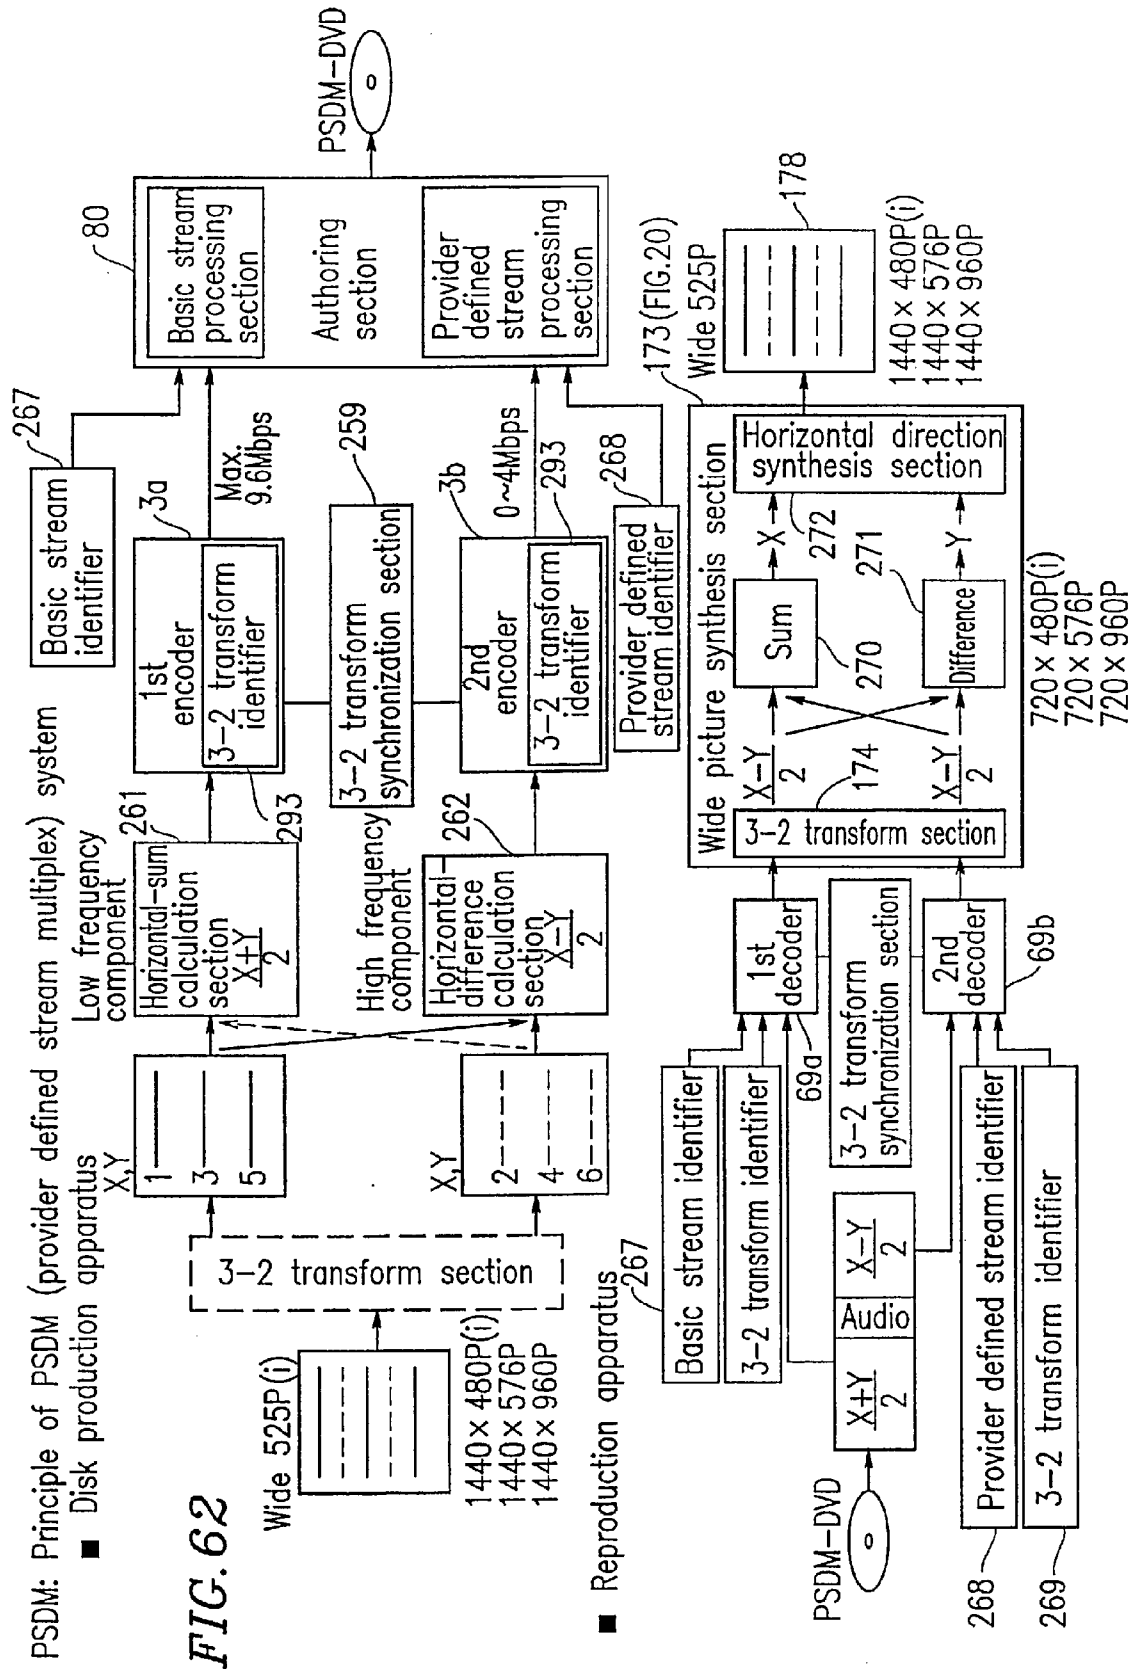 PSDM: Principle of PSDM (provider defined stream multiplex) system
■ Disk production apparatus
FIG. 62
Wide 525P(i)
1440×480P(i)
1440×576P
1440×960P
3-2 transform section
X,Y
1
3
5
X,Y
2
4
6
Low frequency
component
261
Horizontal-sum
calculation
section
X+Y
2
293
High frequency
component
262
Horizontal-
difference
calculation
section
X-Y
2
Basic stream
identifier
267
1st
encoder
3a
3-2 transform
identifier
Max.
9.6Mbps
3-2 transform
synchronization section
259
2nd
encoder
3b
3-2 transform
identifier
293
0~4Mbps
Provider defined
stream identifier
268
80
Basic stream
processing
section
Authoring
section
Provider
defined
stream
processing
section
PSDM-DVD
■ Reproduction apparatus
PSDM-DVD
X+Y
2
Audio
X-Y
2
267
Basic stream identifier
3-2 transform identifier
268
Provider defined stream identifier
269
3-2 transform identifier
1st
decoder
69a
3-2 transform
synchronization section
2nd
decoder
69b
173(FIG.20)
Wide picture synthesis section
3-2 transform section
174
X-Y
2
X-Y
2
Sum
270
Difference
271
X
Y
272
Horizontal direction
synthesis section
720×480P(i)
720×576P
720×960P
Wide 525P
178
1440×480P(i)
1440×576P
1440×960P